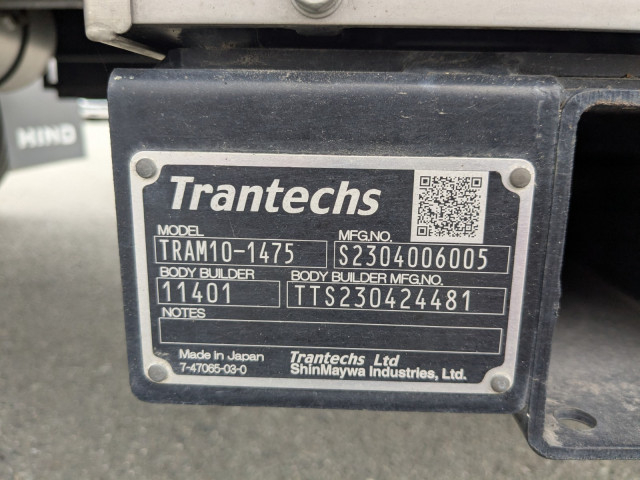 HINO
Trantechs
MODEL MFG.NO.
TRAM10-1475 S2304006005
BODY BUILDER BODY BUILDER MFG.NO.
11401 TTS230424481
NOTES
Made in Japan Trantechs Ltd
7-47065-03-0 ShinMaywa Industries, Ltd.